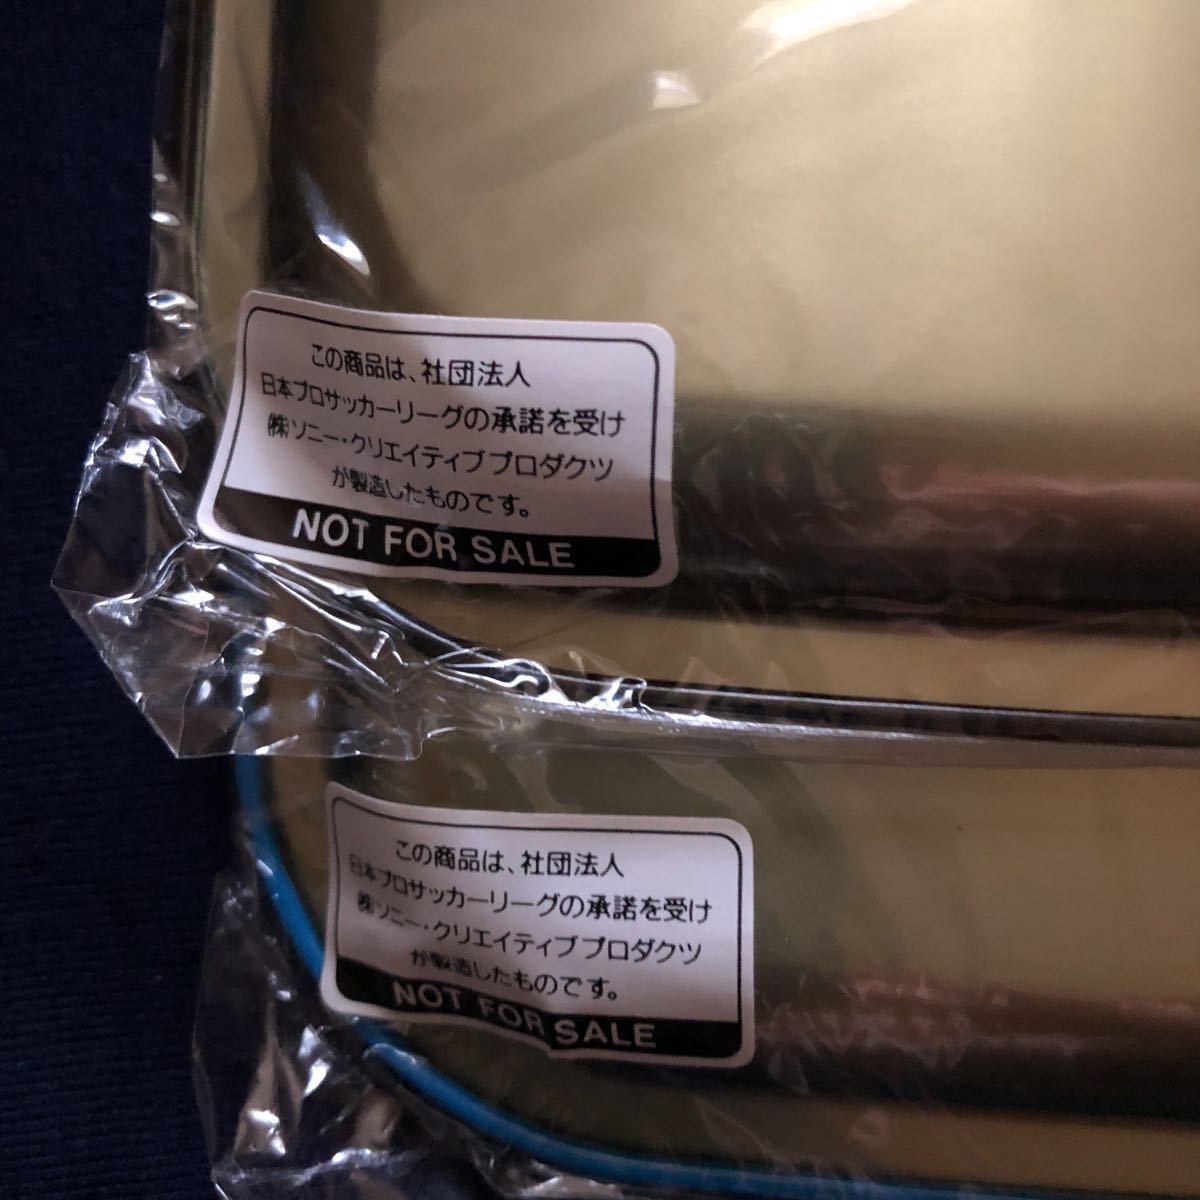 この商品は、社団法人
日本プロサッカーリーグの承諾を受け
㈱ソニー・クリエイティブプロダクツ
が製造したものです。
NOT FOR SALE
この商品は、社団法人
日本プロサッカーリーグの承諾を受け
㈱ソニー・クリエイティブプロダクツ
が製造したものです。
NOT FOR SALE